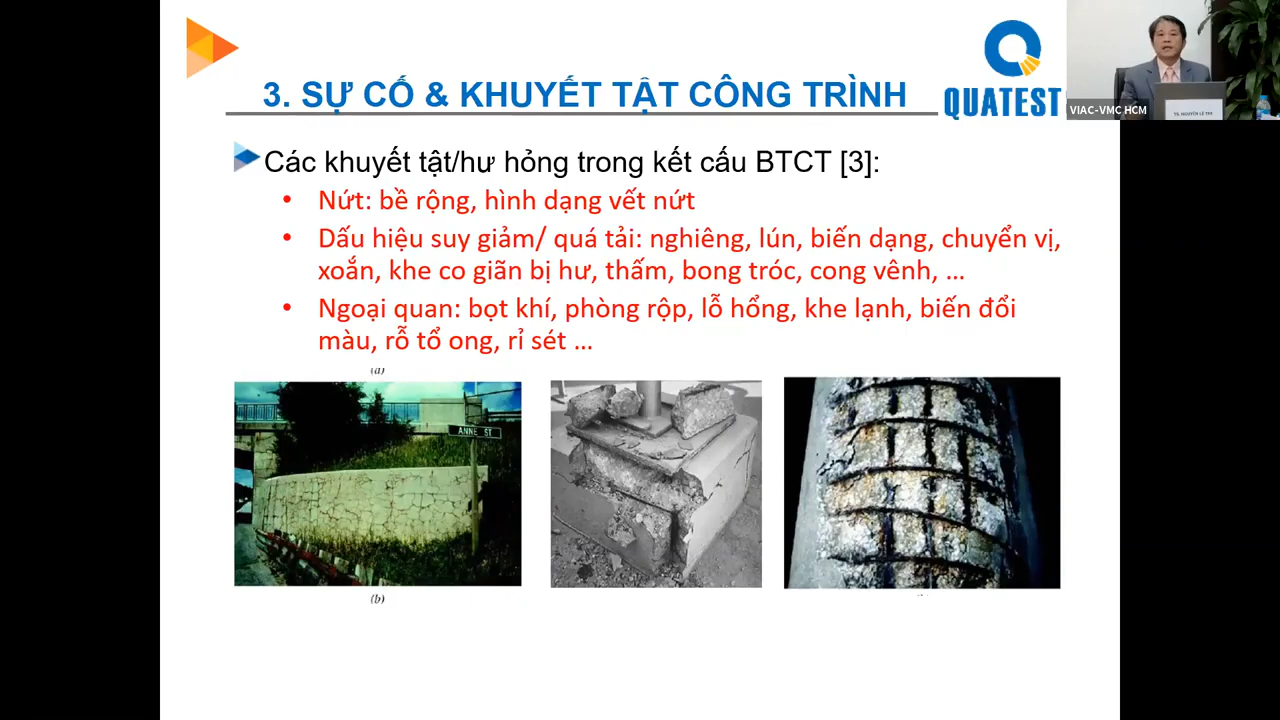 3. SỰ CỐ & KHUYẾT TẬT CÔNG TRÌNH
QUATEST
VIAC-VMC HCM
Các khuyết tật/hư hỏng trong kết cấu BTCT [3]:
• Nứt: bề rộng, hình dạng vết nứt
• Dấu hiệu suy giảm/ quá tải: nghiêng, lún, biến dạng, chuyển vị,
xoắn, khe co giãn bị hư, thấm, bong tróc, cong vênh, ...
• Ngoại quan: bọt khí, phòng rộp, lỗ hổng, khe lạnh, biến đổi
màu, rỗ tổ ong, rỉ sét ...
(a)
ANNE ST.
(b)